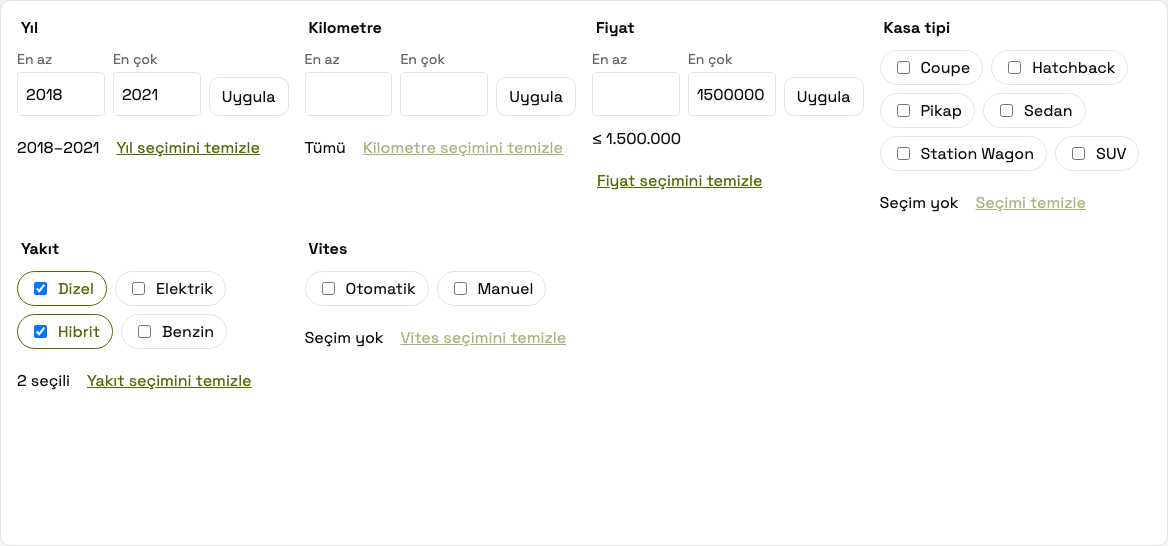 Yıl
En az
En çok
2018
2021
Uygula
2018–2021 Yıl seçimini temizle
Kilometre
En az
En çok
Uygula
Tümü Kilometre seçimini temizle
Fiyat
En az
En çok
1500000
Uygula
≤ 1.500.000
Fiyat seçimini temizle
Kasa tipi
Coupe
Hatchback
Pikap
Sedan
Station Wagon
SUV
Seçim yok Seçimi temizle
Yakıt
Dizel
Elektrik
Hibrit
Benzin
2 seçili Yakıt seçimini temizle
Vites
Otomatik
Manuel
Seçim yok Vites seçimini temizle